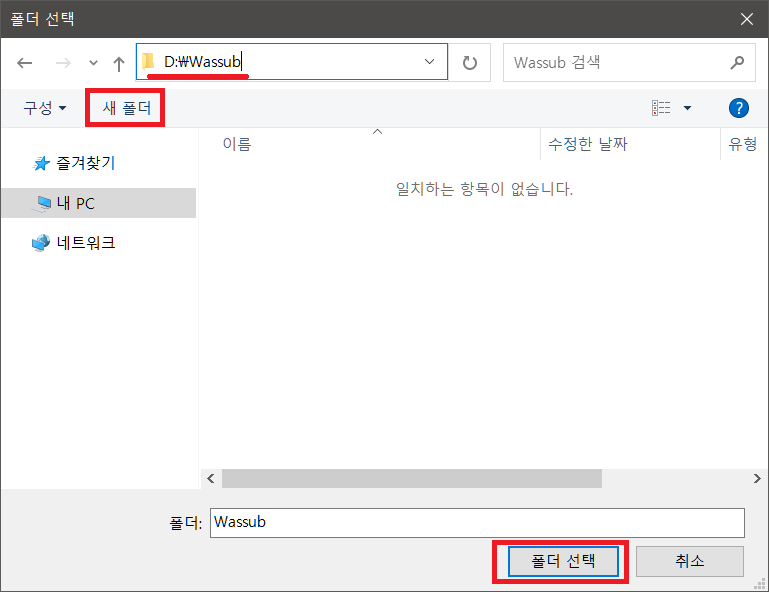 폴더 선택
D:₩Wassub
Wassub 검색
구성
새 폴더
?
이름
수정한 날짜
유형
일치하는 항목이 없습니다.
즐겨찾기
내 PC
네트워크
폴더:
Wassub
폴더 선택
취소